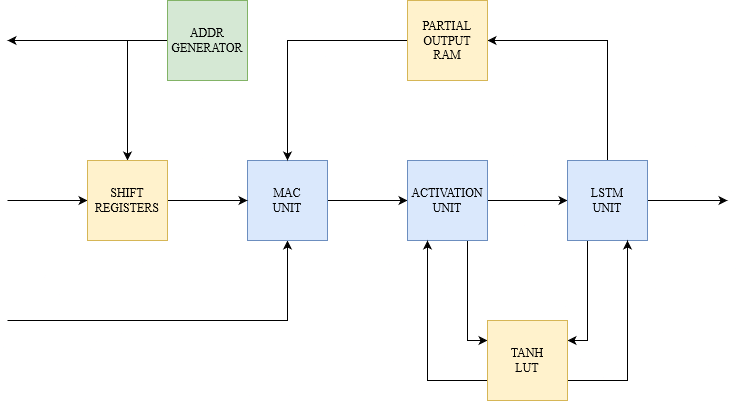 ADDR
GENERATOR
PARTIAL
OUTPUT
RAM
SHIFT
REGISTERS
MAC
UNIT
ACTIVATION
UNIT
LSTM
UNIT
TANH
LUT